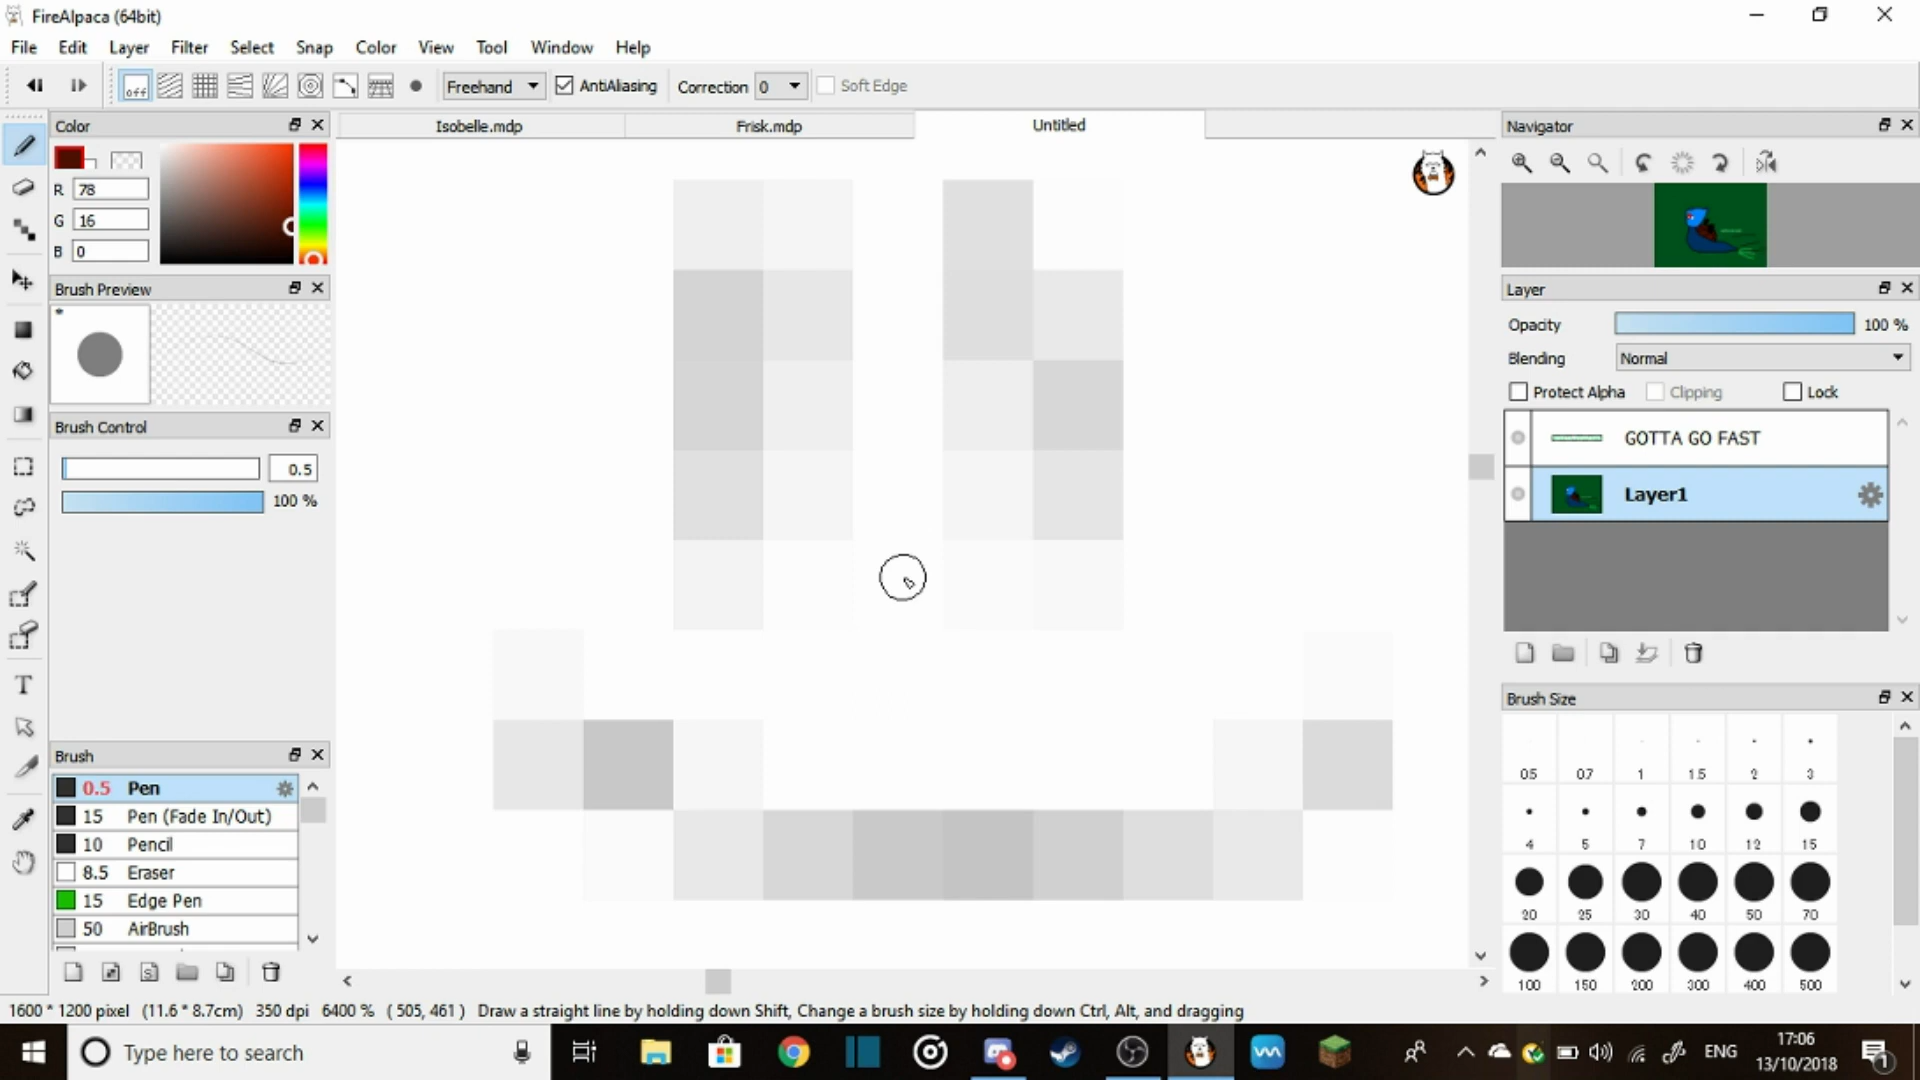 FireAlpaca (64bit)
File Edit Layer Filter Select Snap Color View Tool Window Help
off Freehand AntiAliasing Correction 0 Soft Edge
Color
Isobelle.mdp Frisk.mdp Untitled
Navigator
R 78
G 16
B 0
Brush Preview
*
Layer
Opacity 100 %
Blending Normal
Protect Alpha Clipping Lock
Brush Control
0.5
100 %
GOTTA GO FAST
Layer1
T
Brush Size
Brush
0.5 Pen
15 Pen (Fade In/Out)
10 Pencil
8.5 Eraser
15 Edge Pen
50 AirBrush
05 07 1 1.5 2 3
4 5 7 10 12 15
20 25 30 40 50 70
100 150 200 300 400 500
1600 * 1200 pixel (11.6 * 8.7cm) 350 dpi 6400 % ( 505, 461 ) Draw a straight line by holding down Shift, Change a brush size by holding down Ctrl, Alt, and dragging
Type here to search
ENG
17:06
13/10/2018
1